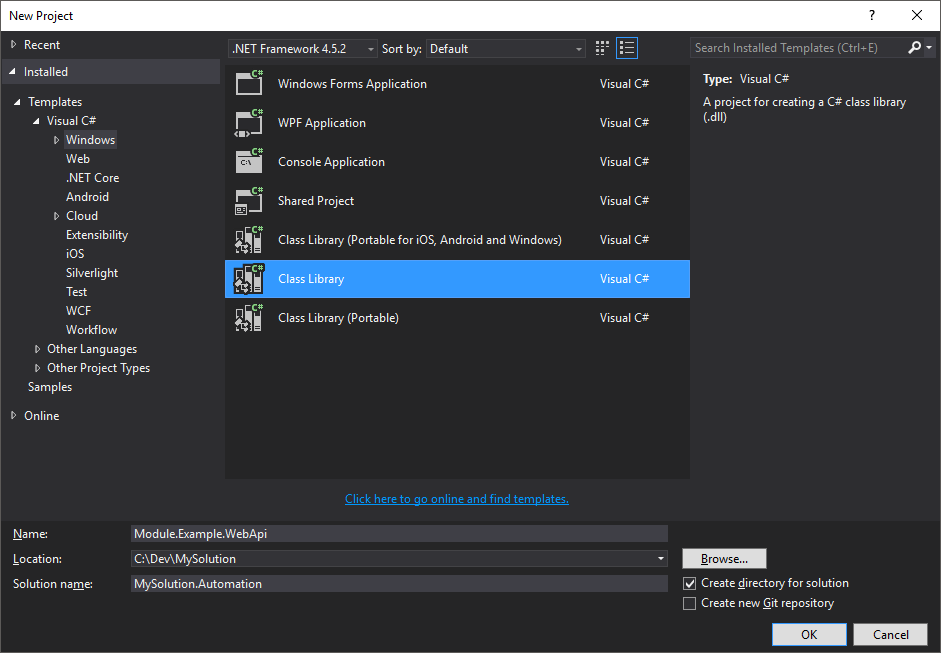 New Project
?
Recent
.NET Framework 4.5.2
Sort by:
Default
Search Installed Templates (Ctrl+E)
Installed
Templates
Visual C#
Windows
Web
.NET Core
Android
Cloud
Extensibility
iOS
Silverlight
Test
WCF
Workflow
Other Languages
Other Project Types
Samples
Online
C# Windows Forms Application Visual C#
C# WPF Application Visual C#
C# C:\ Console Application Visual C#
C# Shared Project Visual C#
C# Class Library (Portable for iOS, Android and Windows) Visual C#
C# Class Library Visual C#
C# Class Library (Portable) Visual C#
Type: Visual C#
A project for creating a C# class library
(.dll)
Click here to go online and find templates.
Name: Module.Example.WebApi
Location: C:\Dev\MySolution
Browse...
Solution name: MySolution.Automation
Create directory for solution
Create new Git repository
OK
Cancel